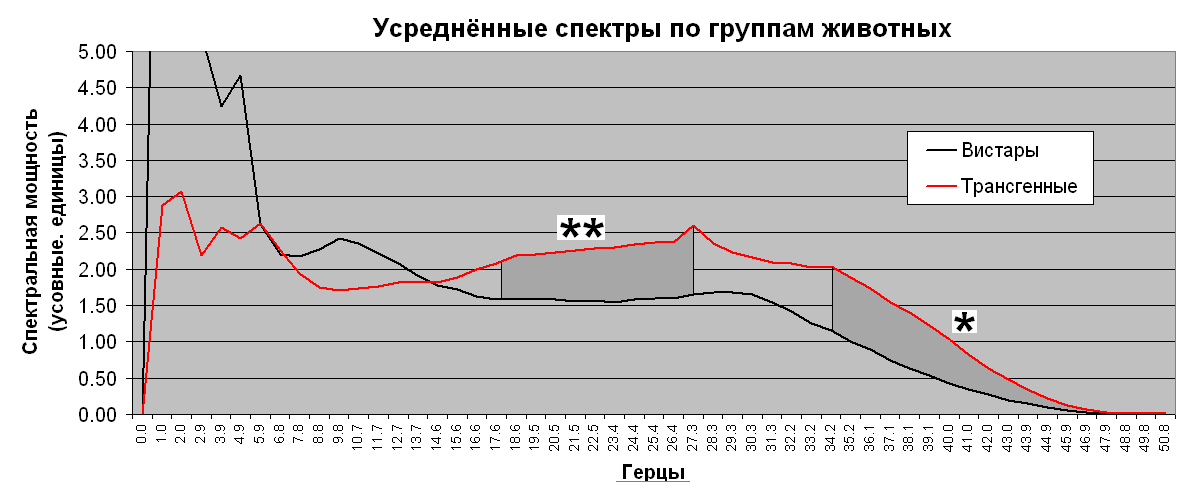 Усреднённые спектры по группам животных
Спектральная мощность
(усовные. единицы)
5.00
4.50
4.00
3.50
3.00
2.50
2.00
1.50
1.00
0.50
0.00
Вистары
Трансгенные
**
*
0.0 1.0 2.0 2.9 3.9 4.9 5.9 6.8 7.8 8.8 9.8 10.7 11.7 12.7 13.7 14.6 15.6 16.6 17.6 18.6 19.5 20.5 21.5 22.5 23.4 24.4 25.4 26.4 27.3 28.3 29.3 30.3 31.3 32.2 33.2 34.2 35.2 36.1 37.1 38.1 39.1 40.0 41.0 42.0 43.0 43.9 44.9 45.9 46.9 47.9 48.8 49.8 50.8
Герцы